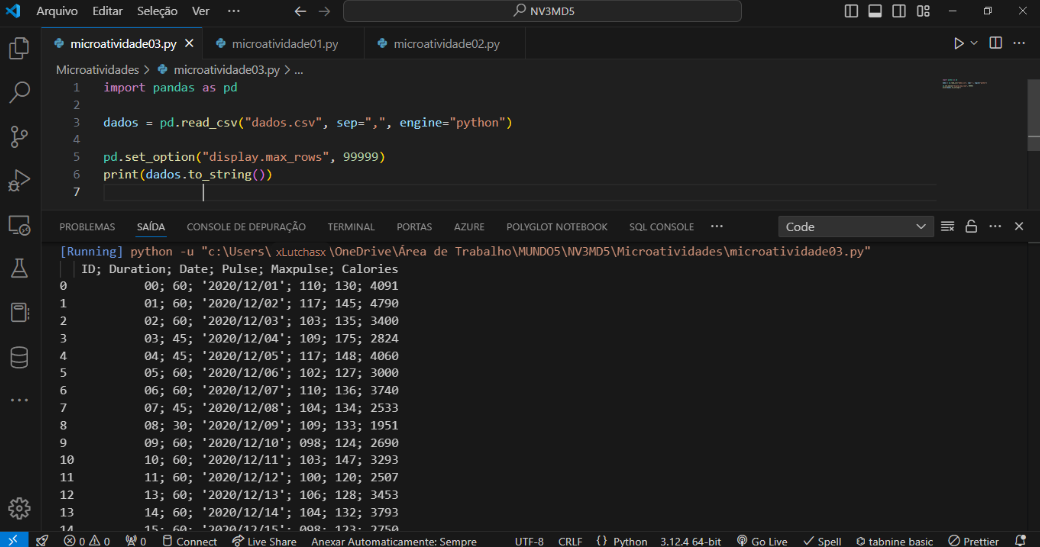 Arquivo Editar Seleção Ver ··· NV3MD5
microatividade03.py microatividade01.py microatividade02.py
Microatividades > microatividade03.py > ...
1 import pandas as pd
2
3 dados = pd.read_csv("dados.csv", sep=",", engine="python")
4
5 pd.set_option("display.max_rows", 99999)
6 print(dados.to_string())
7
PROBLEMAS SAÍDA CONSOLE DE DEPURAÇÃO TERMINAL PORTAS AZURE POLYGLOT NOTEBOOK SQL CONSOLE ··· Code
[Running] python -u "c:\Users\ xLutchasx \OneDrive\Área de Trabalho\MUNDO5\NV3MD5\Microatividades\microatividade03.py"
ID; Duration; Date; Pulse; Maxpulse; Calories
0 00; 60; '2020/12/01'; 110; 130; 4091
1 01; 60; '2020/12/02'; 117; 145; 4790
2 02; 60; '2020/12/03'; 103; 135; 3400
3 03; 45; '2020/12/04'; 109; 175; 2824
4 04; 45; '2020/12/05'; 117; 148; 4060
5 05; 60; '2020/12/06'; 102; 127; 3000
6 06; 60; '2020/12/07'; 110; 136; 3740
7 07; 45; '2020/12/08'; 104; 134; 2533
8 08; 30; '2020/12/09'; 109; 133; 1951
9 09; 60; '2020/12/10'; 098; 124; 2690
10 10; 60; '2020/12/11'; 103; 147; 3293
11 11; 60; '2020/12/12'; 100; 120; 2507
12 13; 60; '2020/12/13'; 106; 128; 3453
13 14; 60; '2020/12/14'; 104; 132; 3793
14 15; 60; '2020/12/15'; 098; 123; 2750
0 0 0 Connect Live Share Anexar Automaticamente: Sempre UTF-8 CRLF {} Python 3.12.4 64-bit Go Live Spell tabnine basic Prettier